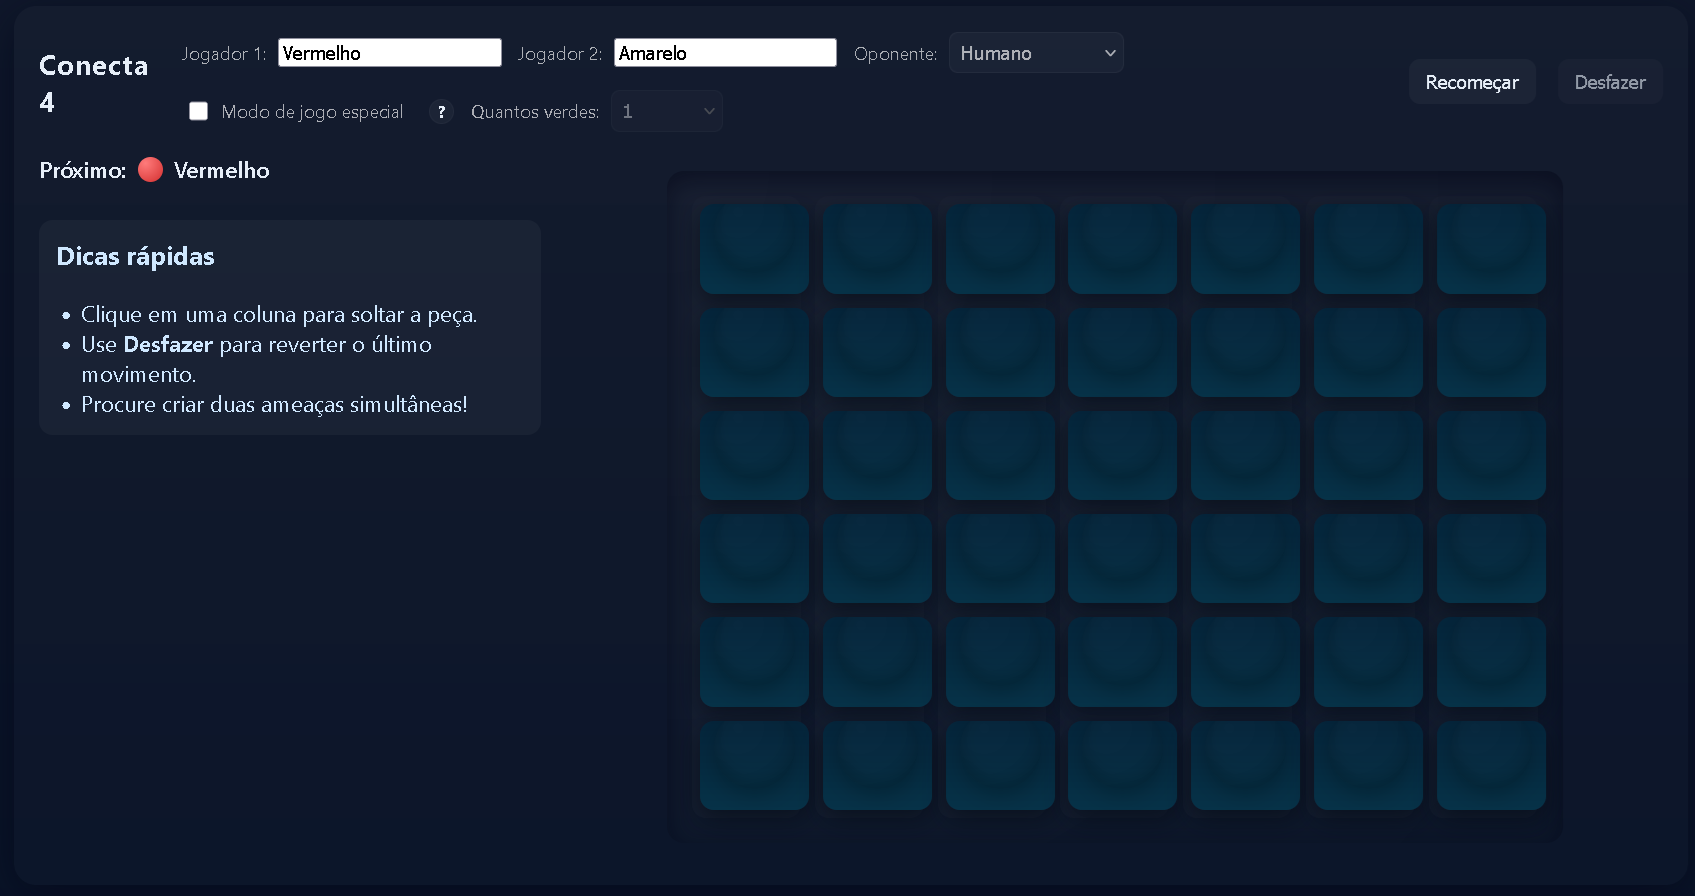 Conecta
4
Jogador 1: Vermelho Jogador 2: Amarelo Oponente: Humano
Modo de jogo especial ? Quantos verdes: 1
Recomeçar Desfazer
Próximo: Vermelho
Dicas rápidas
• Clique em uma coluna para soltar a peça.
• Use Desfazer para reverter o último
movimento.
• Procure criar duas ameaças simultâneas!